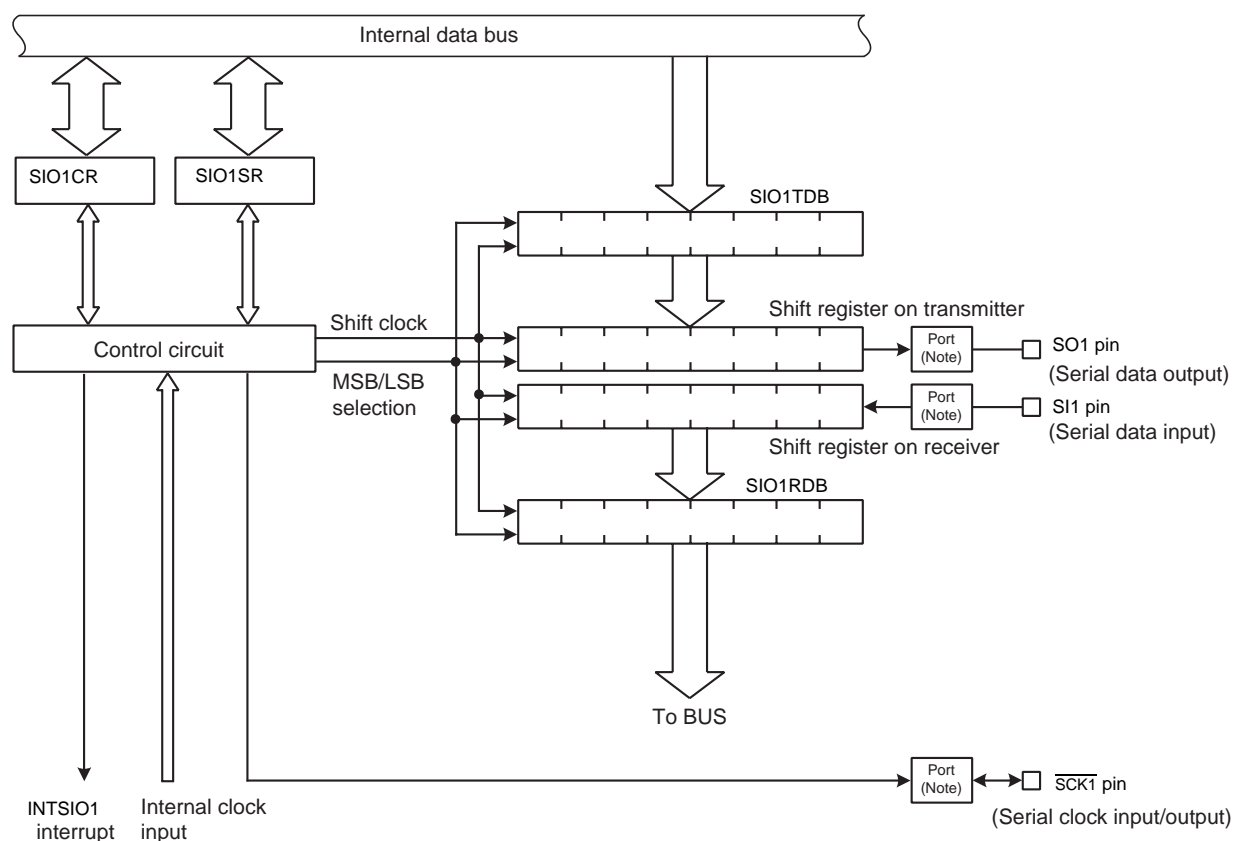 Internal data bus
SIO1CR
SIO1SR
SIO1TDB
Shift clock
Shift register on transmitter
Control circuit
Port
(Note)
SO1 pin
(Serial data output)
MSB/LSB
selection
Port
(Note)
SI1 pin
(Serial data input)
Shift register on receiver
SIO1RDB
To BUS
Port
(Note)
SCK1 pin
(Serial clock input/output)
INTSIO1
interrupt
Internal clock
input